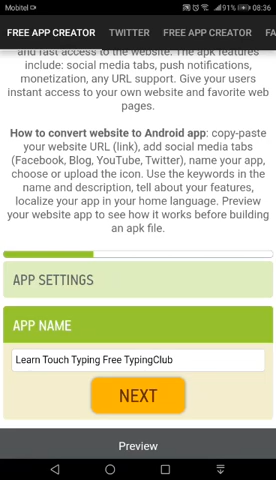 Mobitel
91% 08:36
FREE APP CREATOR TWITTER FREE APK CREATOR FA
and fast access to the website. The apk features
include: social media tabs, push notifications,
monetization, any URL support. Give your users
instant access to your own website and favorite web
pages.
How to convert website to Android app: copy-paste
your website URL (link), add social media tabs
(Facebook, Blog, YouTube, Twitter), name your app,
choose or upload the icon. Use the keywords in the
name and description, tell about your features,
localize your app in your home language. Preview
your website app to see how it works before building
an apk file.
APP SETTINGS
APP NAME
Learn Touch Typing Free TypingClub
NEXT
Preview